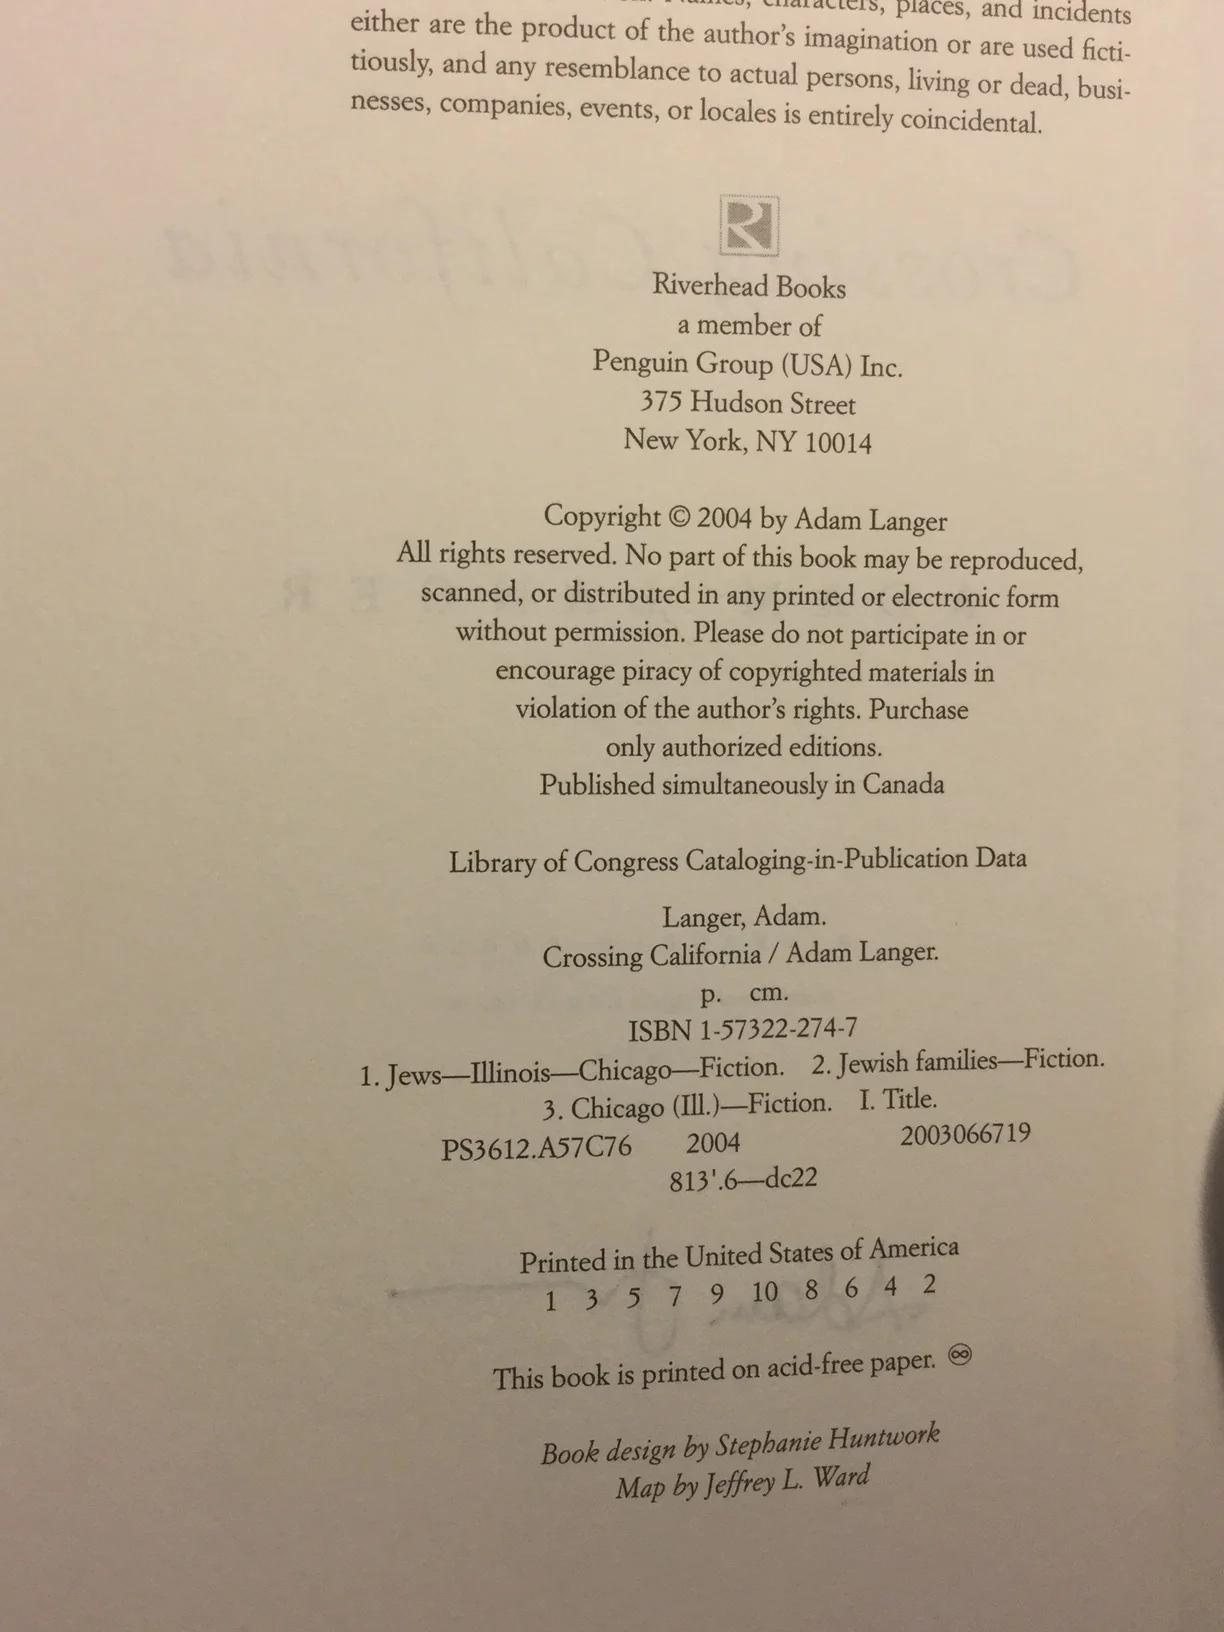 Names, characters, places, and incidents
either are the product of the author's imagination or are used ficti-
tiously, and any resemblance to actual persons, living or dead, busi-
nesses, companies, events, or locales is entirely coincidental.
R
Riverhead Books
a member of
Penguin Group (USA) Inc.
375 Hudson Street
New York, NY 10014
Copyright © 2004 by Adam Langer
All rights reserved. No part of this book may be reproduced,
scanned, or distributed in any printed or electronic form
without permission. Please do not participate in or
encourage piracy of copyrighted materials in
violation of the author's rights. Purchase
only authorized editions.
Published simultaneously in Canada
Library of Congress Cataloging-in-Publication Data
Langer, Adam.
Crossing California / Adam Langer.
p. cm.
ISBN 1-57322-274-7
1. Jews—Illinois—Chicago—Fiction. 2. Jewish families—Fiction.
3. Chicago (Ill.)—Fiction. I. Title.
PS3612.A57C76 2004 2003066719
813'.6—dc22
Printed in the United States of America
1 3 5 7 9 10 8 6 4 2
This book is printed on acid-free paper. ♾
Book design by Stephanie Huntwork
Map by Jeffrey L. Ward